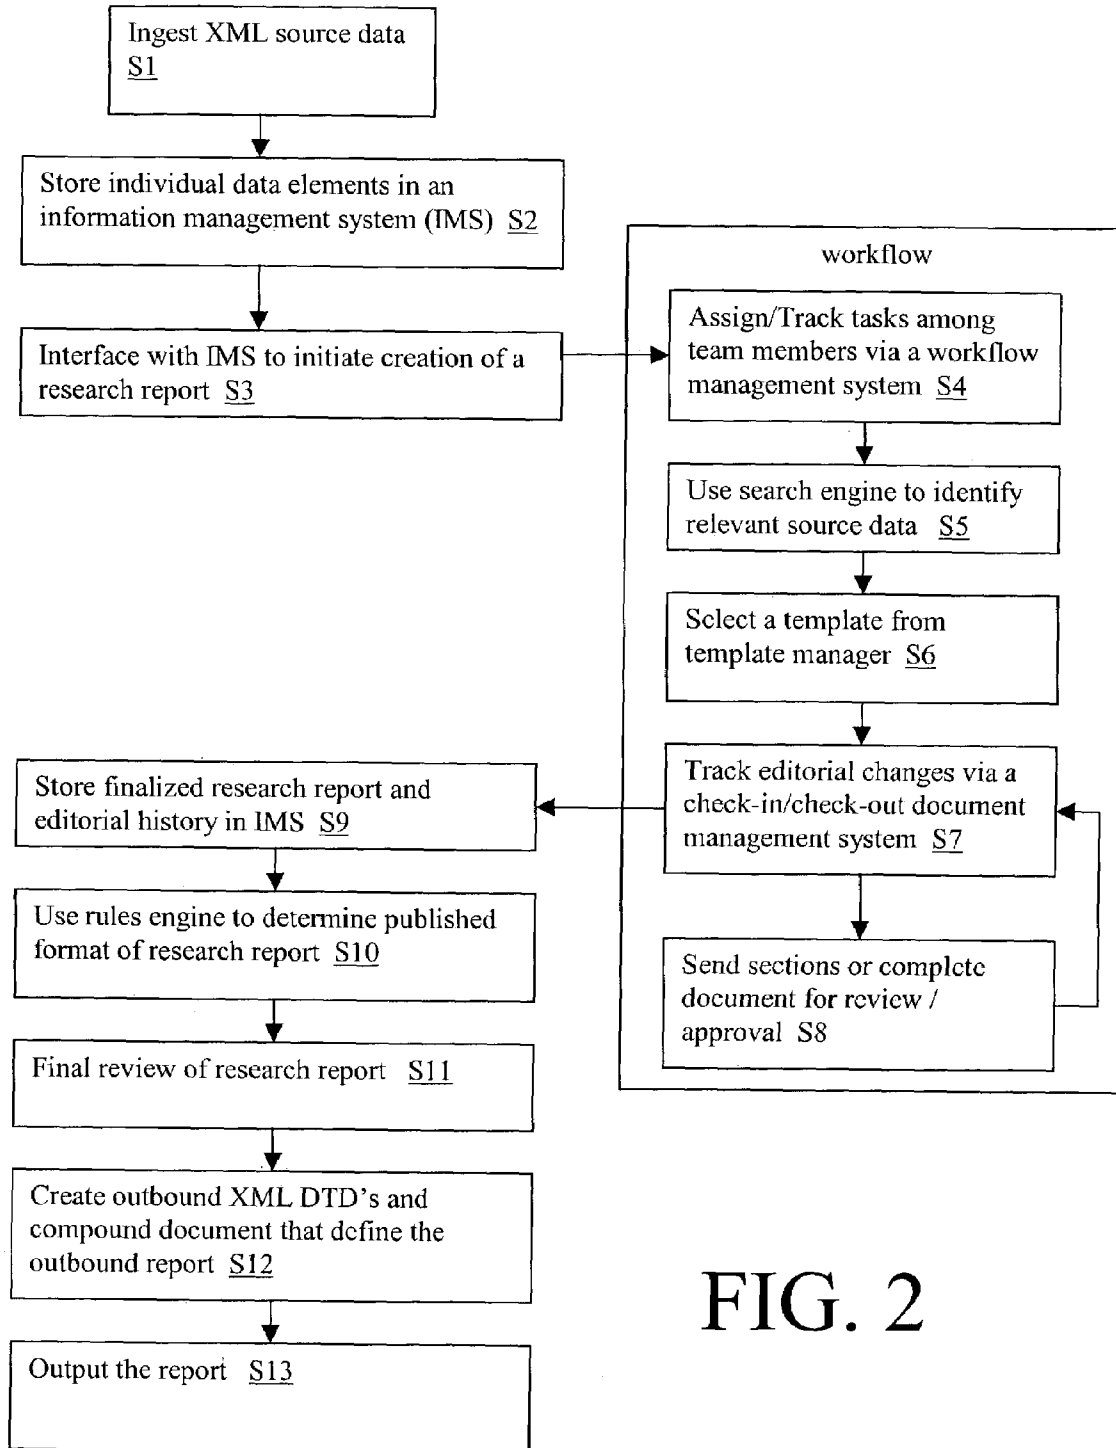 Ingest XML source data
S1
Store individual data elements in an
information management system (IMS) S2
Interface with IMS to initiate creation of a
research report S3
workflow
Assign/Track tasks among
team members via a workflow
management system S4
Use search engine to identify
relevant source data S5
Select a template from
template manager S6
Track editorial changes via a
check-in/check-out document
management system S7
Send sections or complete
document for review /
approval S8
Store finalized research report and
editorial history in IMS S9
Use rules engine to determine published
format of research report S10
Final review of research report S11
Create outbound XML DTD's and
compound document that define the
outbound report S12
Output the report S13
FIG. 2